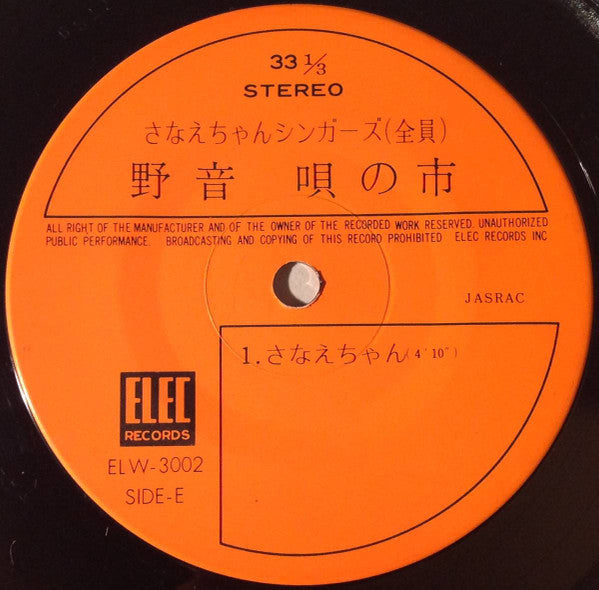 33 1/3
STEREO
さなえちゃんシンガーズ(全員)
野音 唄の市
ALL RIGHT OF THE MANUFACTURER AND OF THE OWNER OF THE RECORDED WORK RESERVED. UNAUTHORIZED
PUBLIC PERFORMANCE. BROADCASTING AND COPYING OF THIS RECORD PROHIBITED ELEC RECORDS INC
JASRAC
1.さなえちゃん(4'10")
ELEC
RECORDS
ELW-3002
SIDE-E